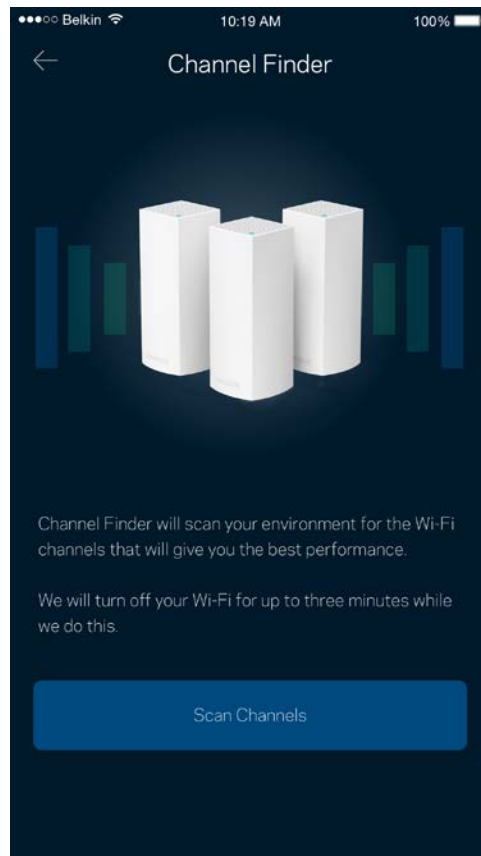 Belkin 10:19 AM 100%
Channel Finder
Channel Finder will scan your environment for the Wi-Fi
channels that will give you the best performance.
We will turn off your Wi-Fi for up to three minutes while
we do this.
Scan Channels